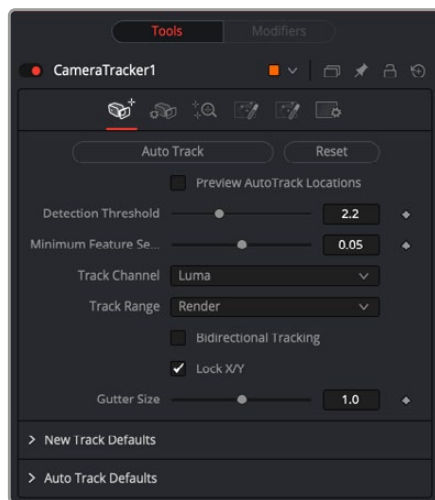 Tools Modifiers
CameraTracker1
Auto Track Reset
Preview AutoTrack Locations
Detection Threshold 2.2
Minimum Feature Se... 0.05
Track Channel Luma
Track Range Render
Bidirectional Tracking
Lock X/Y
Gutter Size 1.0
New Track Defaults
Auto Track Defaults